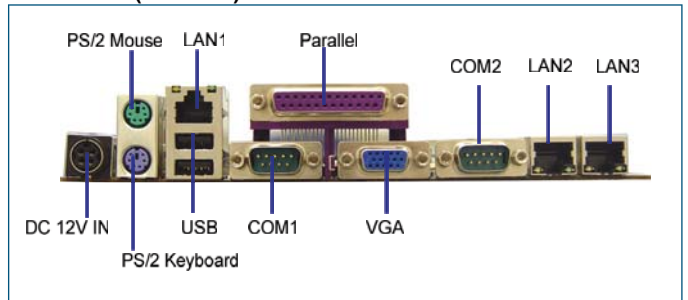 PS/2 Mouse LAN1 Parallel
COM2 LAN2 LAN3
DC 12V IN USB COM1 VGA
PS/2 Keyboard